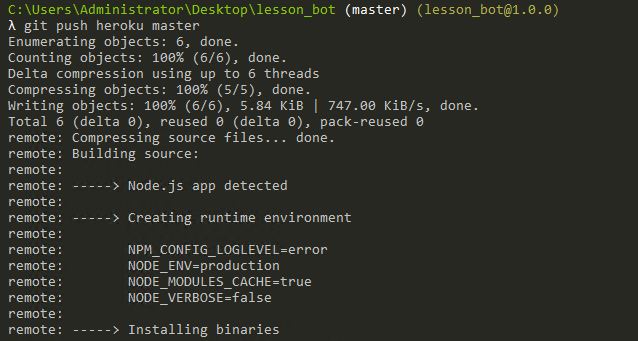 C:\Users\Administrator\Desktop\lesson_bot (master) (lesson_bot@1.0.0)
λ git push heroku master
Enumerating objects: 6, done.
Counting objects: 100% (6/6), done.
Delta compression using up to 6 threads
Compressing objects: 100% (5/5), done.
Writing objects: 100% (6/6), 5.84 KiB | 747.00 KiB/s, done.
Total 6 (delta 0), reused 0 (delta 0), pack-reused 0
remote: Compressing source files... done.
remote: Building source:
remote:
remote: -----> Node.js app detected
remote:
remote: -----> Creating runtime environment
remote:
remote:        NPM_CONFIG_LOGLEVEL=error
remote:        NODE_ENV=production
remote:        NODE_MODULES_CACHE=true
remote:        NODE_VERBOSE=false
remote:
remote: -----> Installing binaries